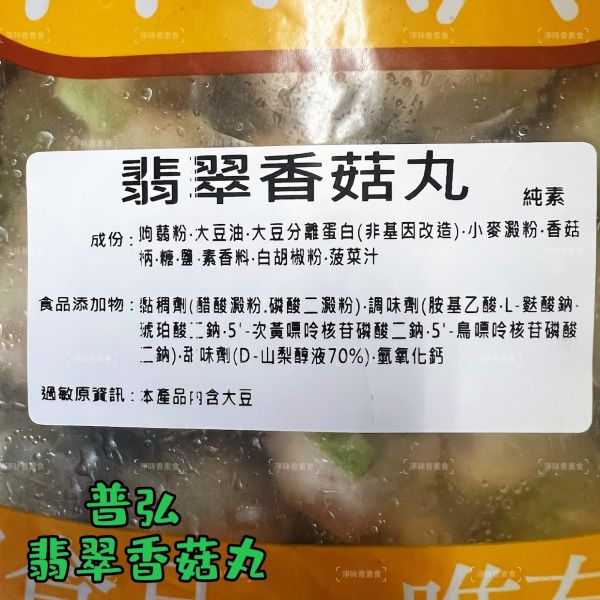 翡翠香菇丸
純素
成份:蒟蒻粉·大豆油·大豆分離蛋白(非基因改造)·小麥澱粉·香菇
柄·糖·鹽·素香料·白胡椒粉·菠菜汁
食品添加物:黏稠劑(醋酸澱粉.磷酸二澱粉)·調味劑(胺基乙酸·L-麩酸鈉·
琥珀酸二鈉·5'-次黃嘌呤核苷磷酸二鈉·5'-鳥嘌呤核苷磷酸
二鈉)·甜味劑(D-山梨醇液70%)·氫氧化鈣
過敏原資訊:本產品內含大豆
普弘
翡翠香菇丸
淨味香素食